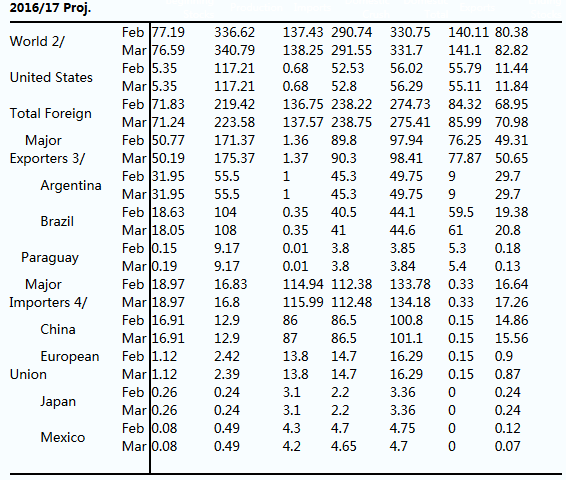 2016/17 Proj.
World 2/ Feb 77.19 336.62 137.43 290.74 330.75 140.11 80.38
Mar 76.59 340.79 138.25 291.55 331.7 141.1 82.82
United States Feb 5.35 117.21 0.68 52.53 56.02 55.79 11.44
Mar 5.35 117.21 0.68 52.8 56.29 55.11 11.84
Total Foreign Feb 71.83 219.42 136.75 238.22 274.73 84.32 68.95
Mar 71.24 223.58 137.57 238.75 275.41 85.99 70.98
Major Feb 50.77 171.37 1.36 89.8 97.94 76.25 49.31
Exporters 3/ Mar 50.19 175.37 1.37 90.3 98.41 77.87 50.65
Argentina Feb 31.95 55.5 1 45.3 49.75 9 29.7
Mar 31.95 55.5 1 45.3 49.75 9 29.7
Brazil Feb 18.63 104 0.35 40.5 44.1 59.5 19.38
Mar 18.05 108 0.35 41 44.6 61 20.8
Paraguay Feb 0.15 9.17 0.01 3.8 3.85 5.3 0.18
Mar 0.19 9.17 0.01 3.8 3.84 5.4 0.13
Major Feb 18.97 16.83 114.94 112.38 133.78 0.33 16.64
Importers 4/ Mar 18.97 16.8 115.99 112.48 134.18 0.33 17.26
China Feb 16.91 12.9 86 86.5 100.8 0.15 14.86
Mar 16.91 12.9 87 86.5 101.1 0.15 15.56
European Feb 1.12 2.42 13.8 14.7 16.29 0.15 0.9
Union Mar 1.12 2.39 13.8 14.7 16.29 0.15 0.87
Japan Feb 0.26 0.24 3.1 2.2 3.36 0 0.24
Mar 0.26 0.24 3.1 2.2 3.36 0 0.24
Mexico Feb 0.08 0.49 4.3 4.7 4.75 0 0.12
Mar 0.08 0.49 4.2 4.65 4.7 0 0.07